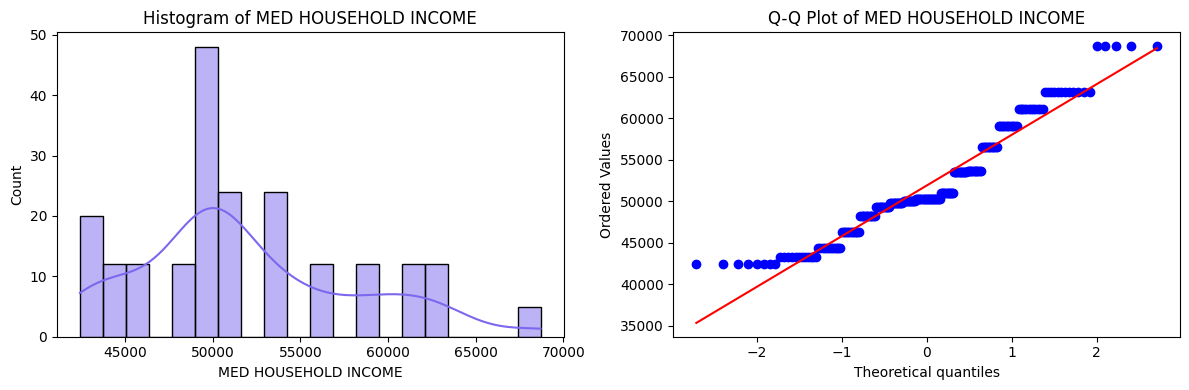 Histogram of MED HOUSEHOLD INCOME
50
40
30
20
10
0
Count
45000 50000 55000 60000 65000 70000
MED HOUSEHOLD INCOME
Q-Q Plot of MED HOUSEHOLD INCOME
70000
65000
60000
55000
50000
45000
40000
35000
Ordered Values
−2 −1 0 1 2
Theoretical quantiles